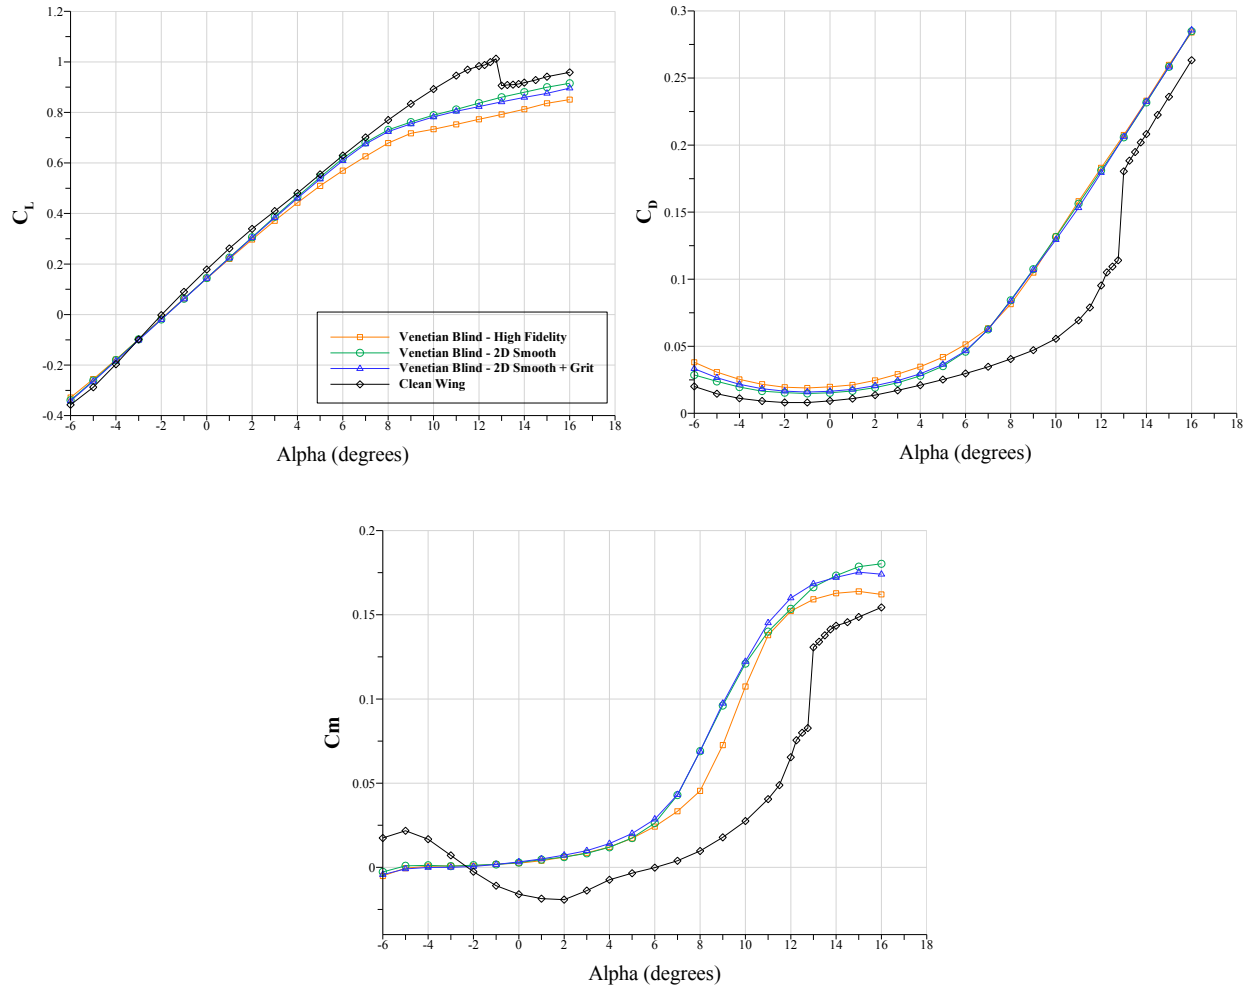 1.2
1
0.8
0.6
0.4
0.2
0
-0.2
-0.4
C_L
-6 -4 -2 0 2 4 6 8 10 12 14 16 18
Alpha (degrees)
Venetian Blind - High Fidelity
Venetian Blind - 2D Smooth
Venetian Blind - 2D Smooth + Grit
Clean Wing
0.3
0.25
0.2
0.15
0.1
0.05
0
C_D
-6 -4 -2 0 2 4 6 8 10 12 14 16 18
Alpha (degrees)
0.2
0.15
0.1
0.05
0
Cm
-6 -4 -2 0 2 4 6 8 10 12 14 16 18
Alpha (degrees)